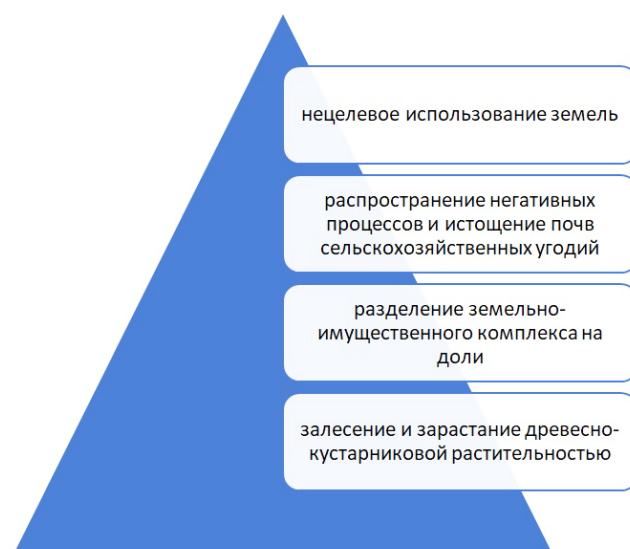 нецелевое использование земель
распространение негативных
процессов и истощение почв
сельскохозяйственных угодий
разделение земельно-
имущественного комплекса на
доли
залесение и зарастание древесно-
кустарниковой растительностью